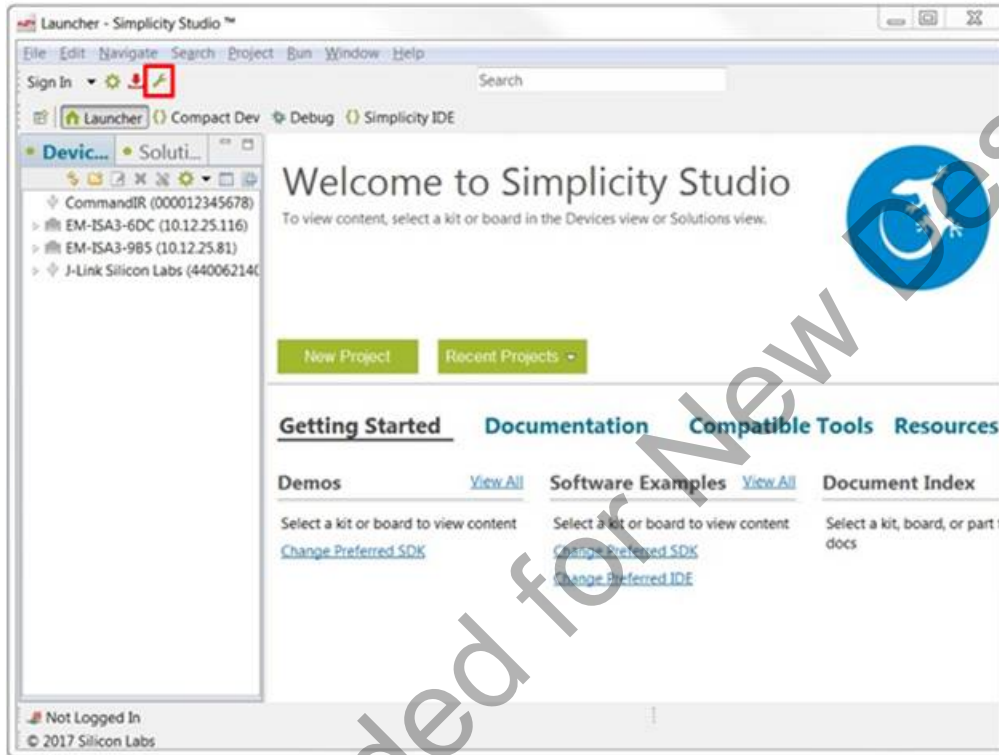 Launcher - Simplicity Studio ™
File Edit Navigate Search Project Run Window Help
Sign In
Search
Launcher Compact Dev Debug Simplicity IDE
Devic... Soluti...
CommandIR (000012345678)
EM-ISA3-6DC (10.12.25.116)
EM-ISA3-9B5 (10.12.25.81)
J-Link Silicon Labs (44006214(
Welcome to Simplicity Studio
To view content, select a kit or board in the Devices view or Solutions view.
New Project Recent Projects
Getting Started Documentation Compatible Tools Resources
Demos View All Software Examples View All Document Index
Select a kit or board to view content Select a kit or board to view content Select a kit, board, or part
Change Preferred SDK Change Preferred SDK docs
Change Preferred IDE
Not Logged In
© 2017 Silicon Labs
ded for New Des